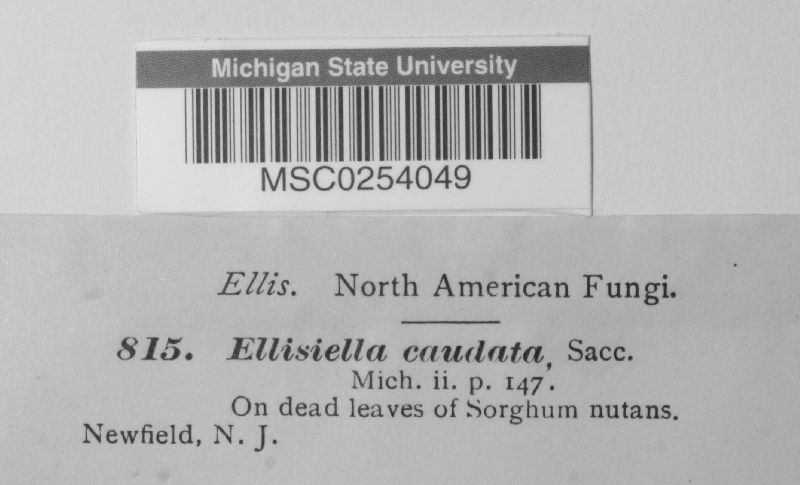 Michigan State University
MSC0254049
Ellis. North American Fungi.
815. Ellisiella caudata, Sacc.
Mich. ii. p. 147.
On dead leaves of Sorghum nutans.
Newfield, N. J.